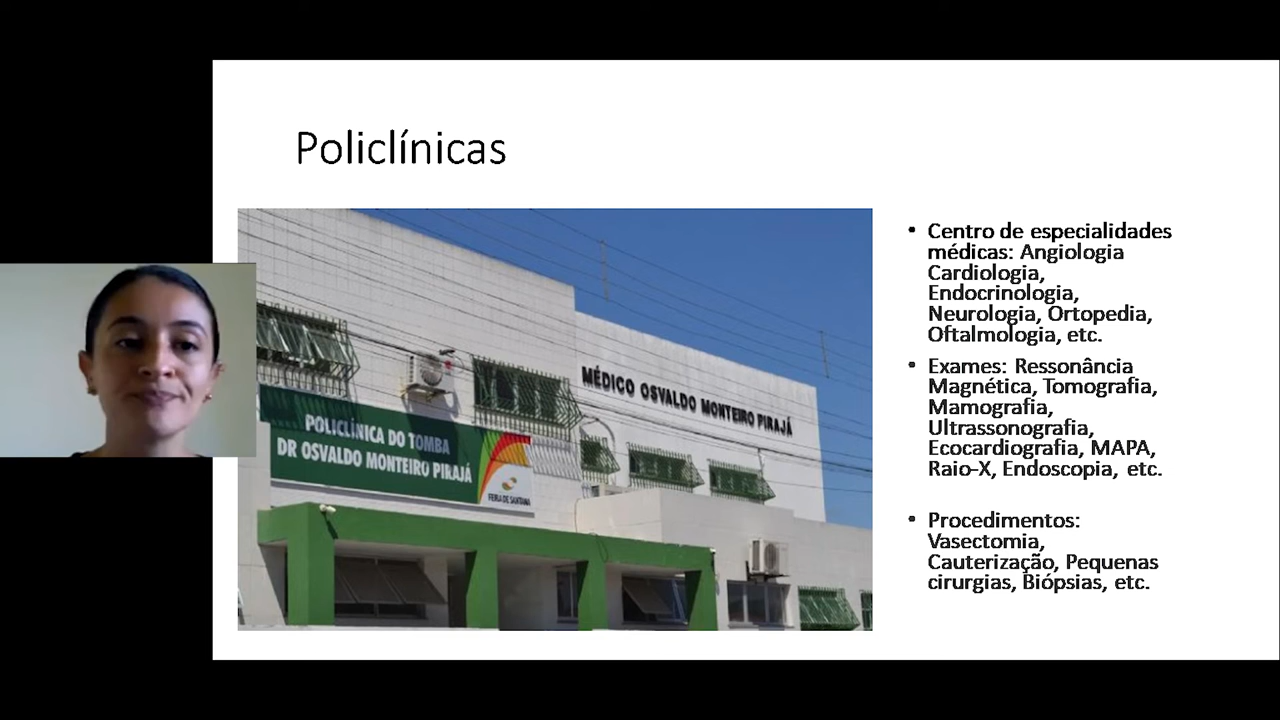 Policlínicas
MÉDICO OSVALDO MONTEIRO PIRAJÁ
POLICLÍNICA DO TOMBA
DR OSVALDO MONTEIRO PIRAJÁ
FEIRA DE SANTANA
• Centro de especialidades
médicas: Angiologia
Cardiologia,
Endocrinologia,
Neurologia, Ortopedia,
Oftalmologia, etc.
• Exames: Ressonância
Magnética, Tomografia,
Mamografia,
Ultrassonografia,
Ecocardiografia, MAPA,
Raio-X, Endoscopia, etc.
• Procedimentos:
Vasectomia,
Cauterização, Pequenas
cirurgias, Biópsias, etc.